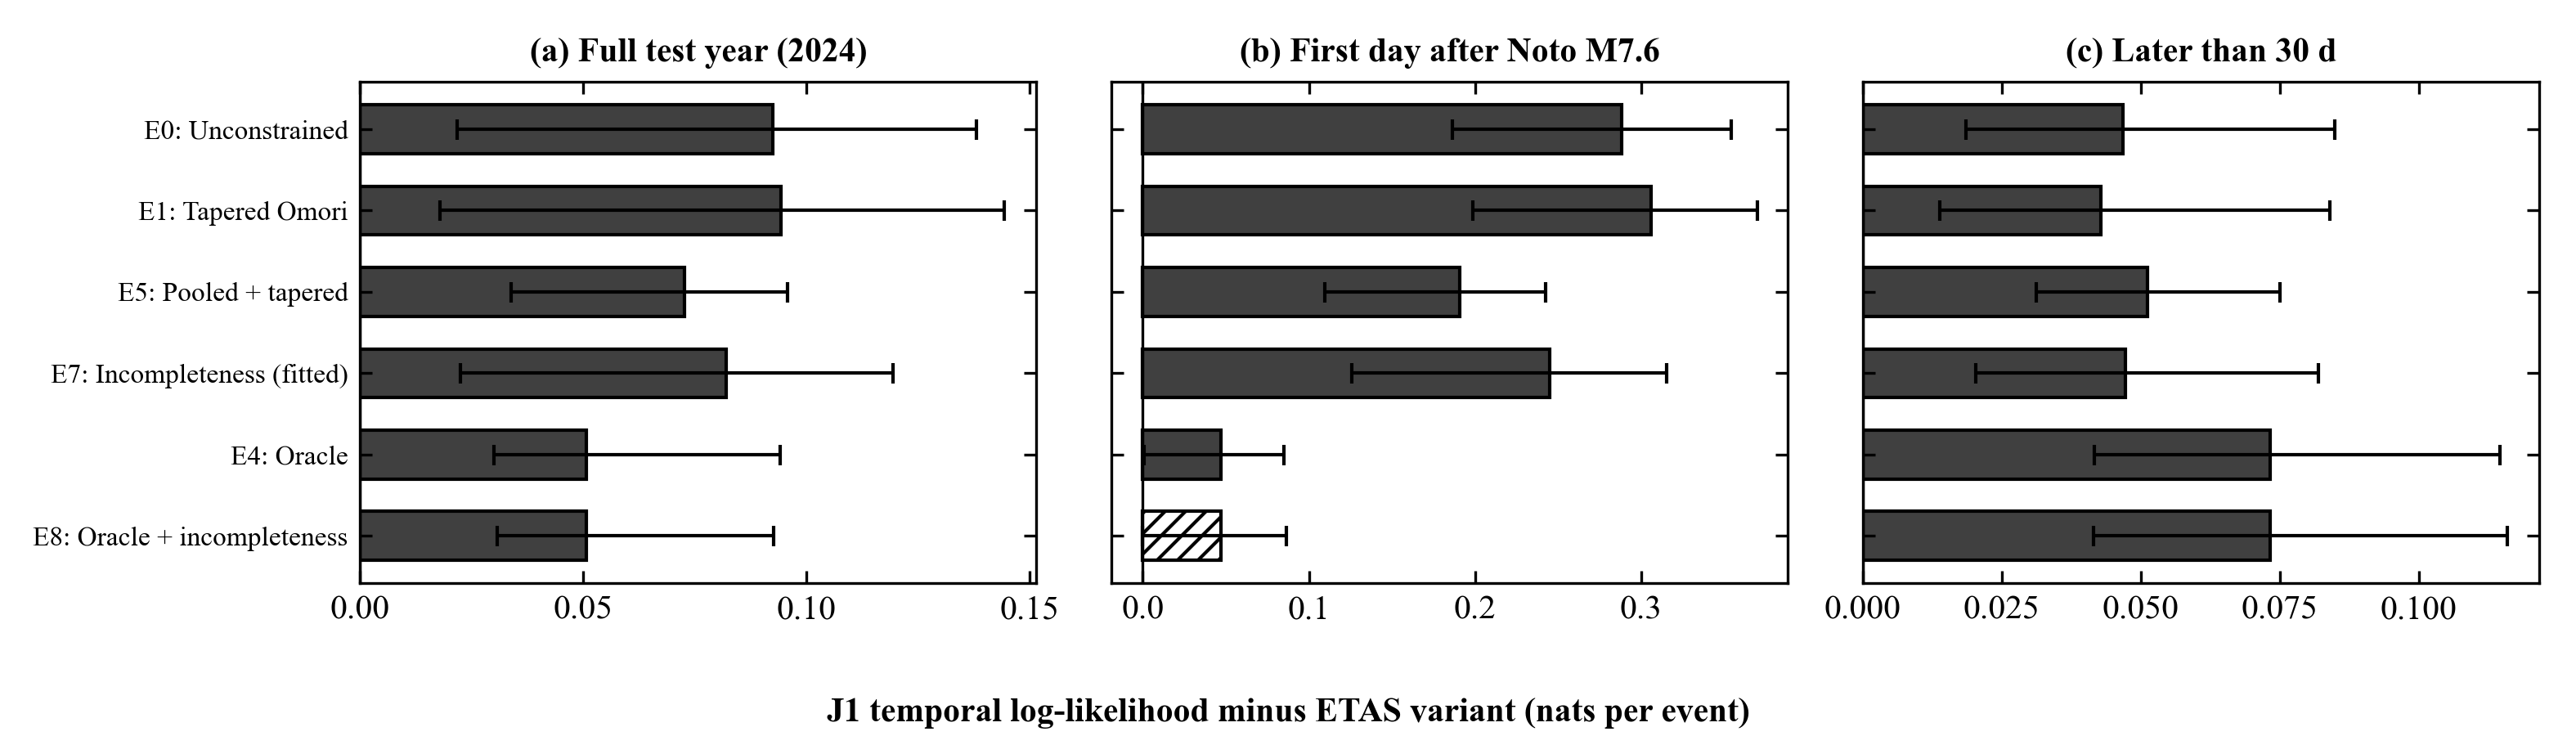 (a) Full test year (2024)
(b) First day after Noto M7.6
(c) Later than 30 d
E0: Unconstrained
E1: Tapered Omori
E5: Pooled + tapered
E7: Incompleteness (fitted)
E4: Oracle
E8: Oracle + incompleteness
0.00 0.05 0.10 0.15
0.0 0.1 0.2 0.3
0.000 0.025 0.050 0.075 0.100
J1 temporal log-likelihood minus ETAS variant (nats per event)